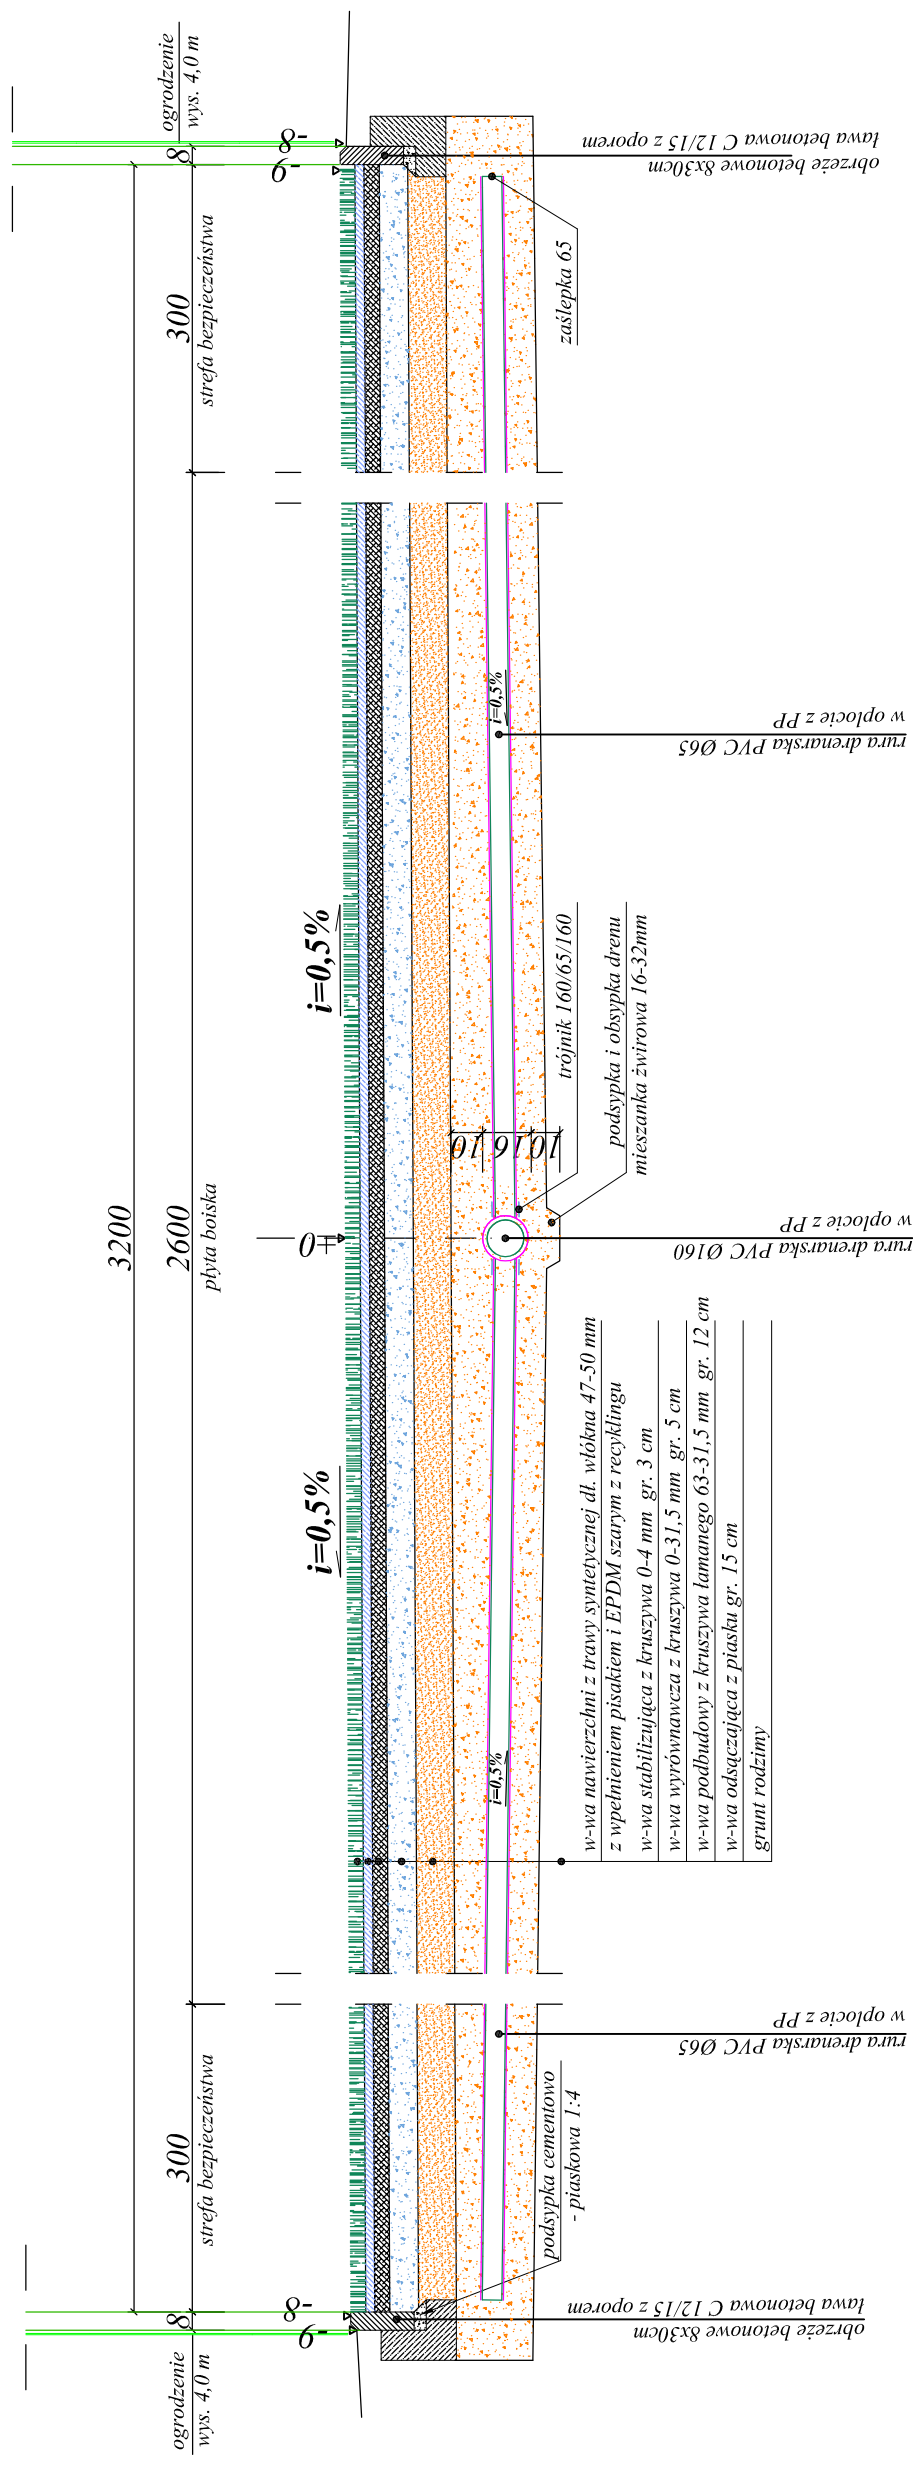 ogrodzenie
wys. 4,0 m
8
-9
-8
300
strefa bezpieczeństwa
3200
2600
płyta boiska
300
strefa bezpieczeństwa
8
-8
-9
ogrodzenie
wys. 4,0 m
i=0,5%
±0
i=0,5%
i=0,5%
i=0,5%
10
16
10
obrzeże betonowe 8x30cm
ława betonowa C 12/15 z oporem
podsypka cementowo
- piaskowa 1:4
rura drenarska PVC Ø65
w oplocie z PP
w-wa nawierzchni z trawy syntetycznej dł. włókna 47-50 mm
z wpełnieniem pisakiem i EPDM szarym z recyklingu
w-wa stabilizująca z kruszywa 0-4 mm gr. 3 cm
w-wa wyrównawcza z kruszywa 0-31,5 mm gr. 5 cm
w-wa podbudowy z kruszywa łamanego 63-31,5 mm gr. 12 cm
w-wa odsączająca z piasku gr. 15 cm
grunt rodzimy
rura drenarska PVC Ø160
w oplocie z PP
trójnik 160/65/160
podsypka i obsypka drenu
mieszanka żwirowa 16-32mm
rura drenarska PVC Ø65
w oplocie z PP
zaślepka 65
obrzeże betonowe 8x30cm
ława betonowa C 12/15 z oporem